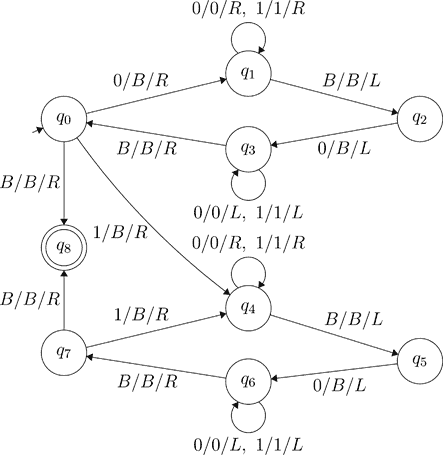 0/0/R, 1/1/R
q1
0/B/R
B/B/L
q0
q2
B/B/R
q3
0/B/L
B/B/R
0/0/L, 1/1/L
1/B/R
0/0/R, 1/1/R
q8
q4
B/B/R
1/B/R
B/B/L
q7
q5
B/B/R
q6
0/B/L
0/0/L, 1/1/L